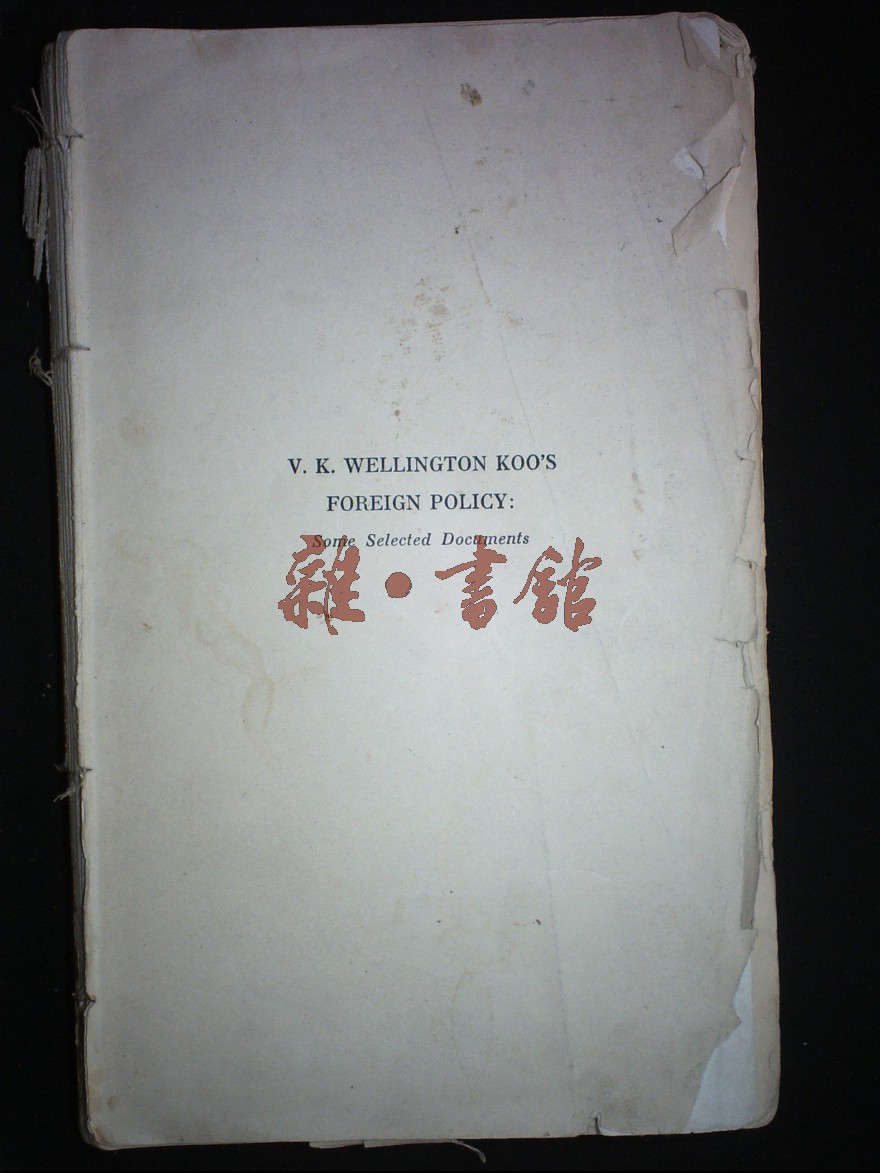 V. K. WELLINGTON KOO'S
FOREIGN POLICY:
Some Selected Documents
雜•書館